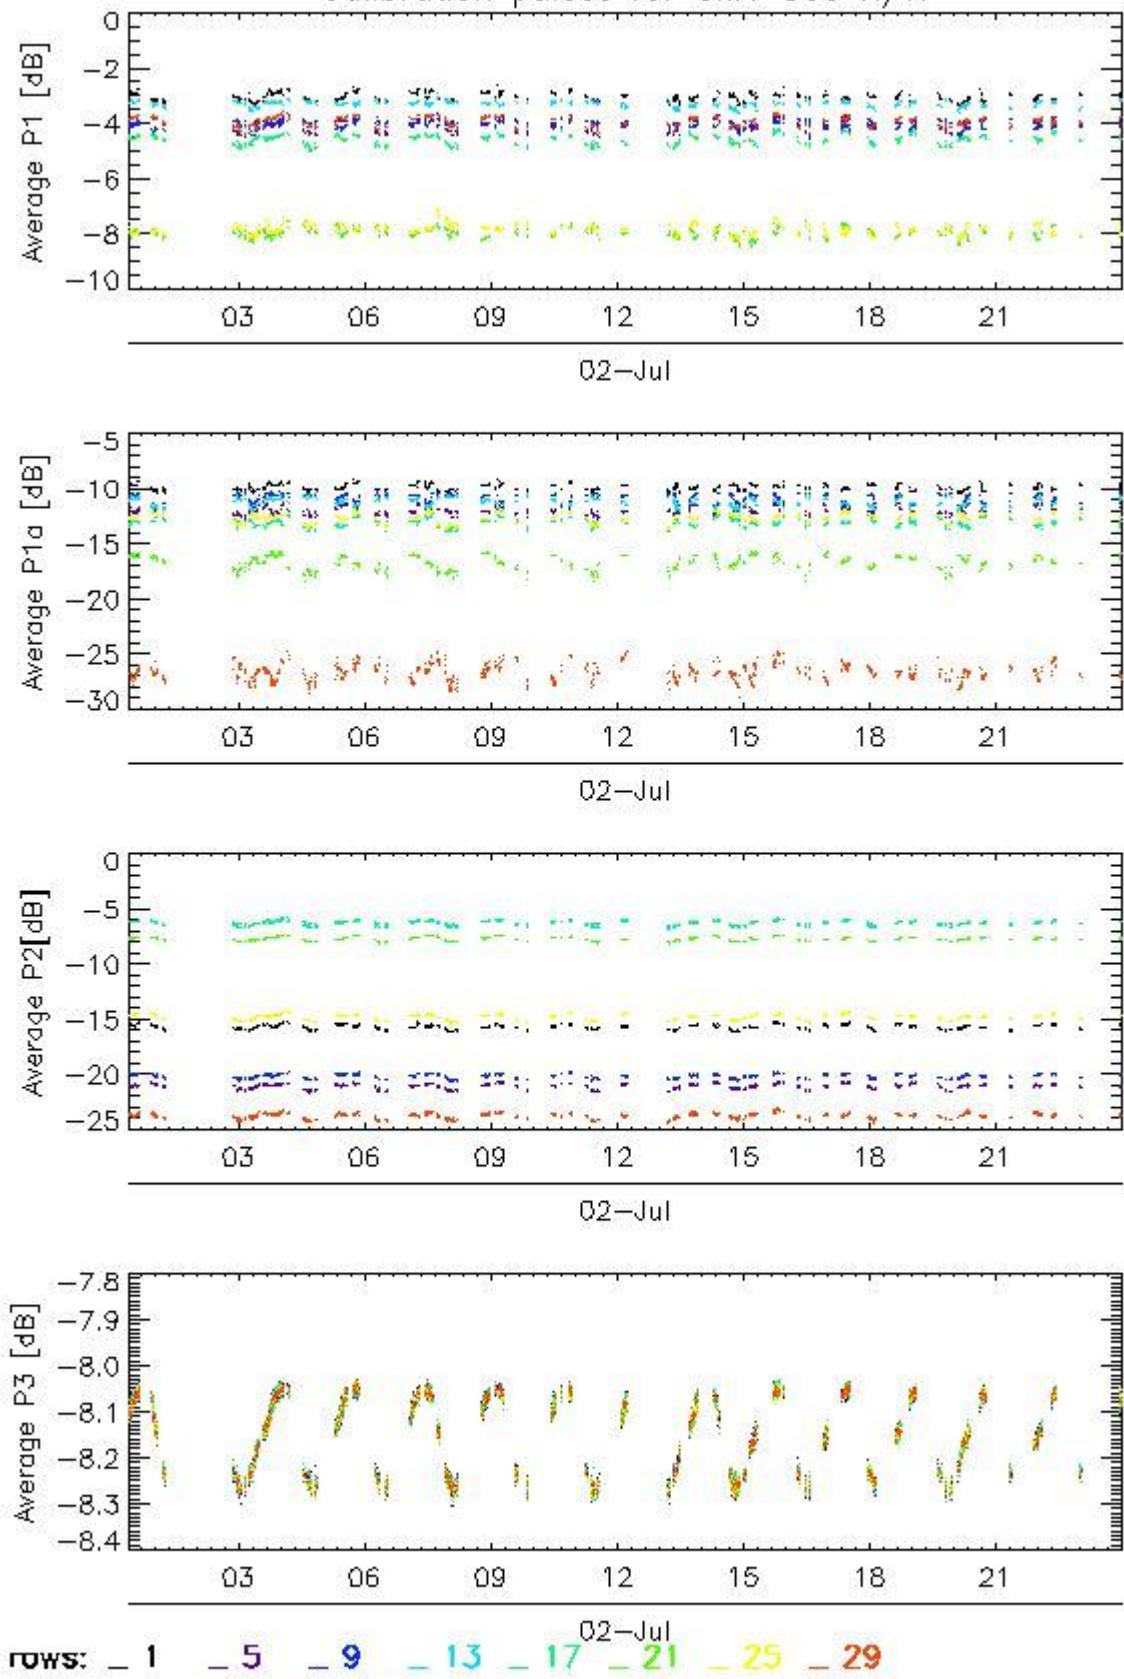 0
-2
-4
-6
-8
-10
Average P1 [dB]
03 06 09 12 15 18 21
02-Jul
-5
-10
-15
-20
-25
-30
Average P1a [dB]
03 06 09 12 15 18 21
02-Jul
0
-5
-10
-15
-20
-25
Average P2[dB]
03 06 09 12 15 18 21
02-Jul
-7.8
-7.9
-8.0
-8.1
-8.2
-8.3
-8.4
Average P3 [dB]
03 06 09 12 15 18 21
02-Jul
rows: _ 1 _ 5 _ 9 _ 13 _ 17 _ 21 _ 25 _ 29